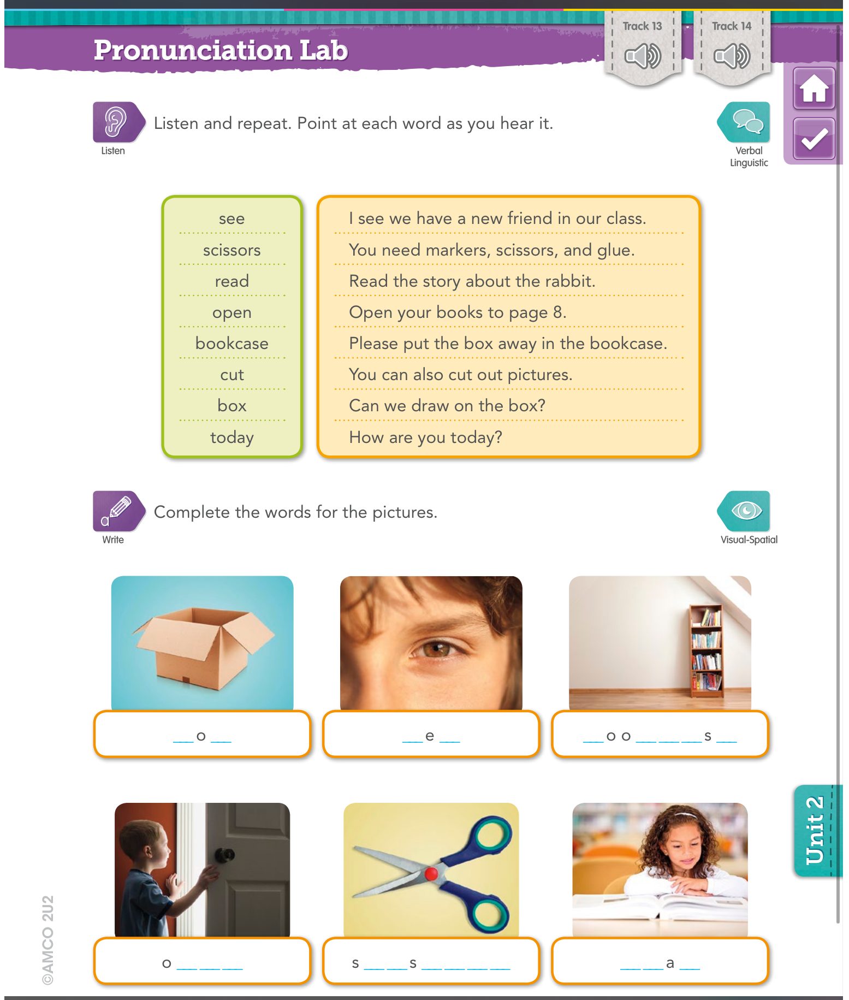 Track 13
Track 14
Pronunciation Lab
Listen and repeat. Point at each word as you hear it.
Listen
Verbal
Linguistic
see
I see we have a new friend in our class.
scissors
You need markers, scissors, and glue.
read
Read the story about the rabbit.
open
Open your books to page 8.
bookcase
Please put the box away in the bookcase.
cut
You can also cut out pictures.
box
Can we draw on the box?
today
How are you today?
Complete the words for the pictures.
Write
Visual-Spatial
__ o __
__ e __
__ o o __ __ __ s __
Unit 2
o __ __ __
s __ __ s __ __ __ __
__ __ a __
©AMCO 2U2